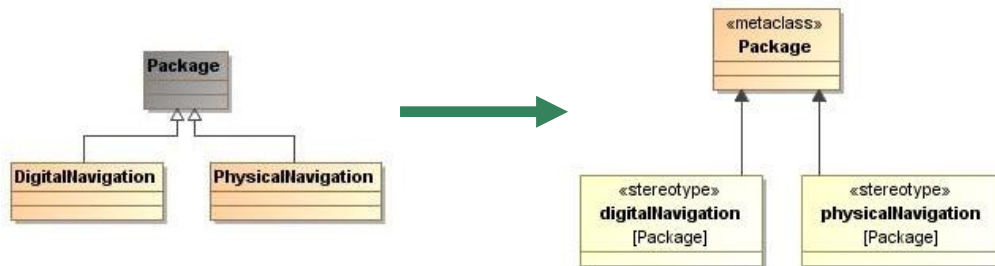 Package
DigitalNavigation
PhysicalNavigation
«metaclass»
Package
«stereotype»
digitalNavigation
[Package]
«stereotype»
physicalNavigation
[Package]